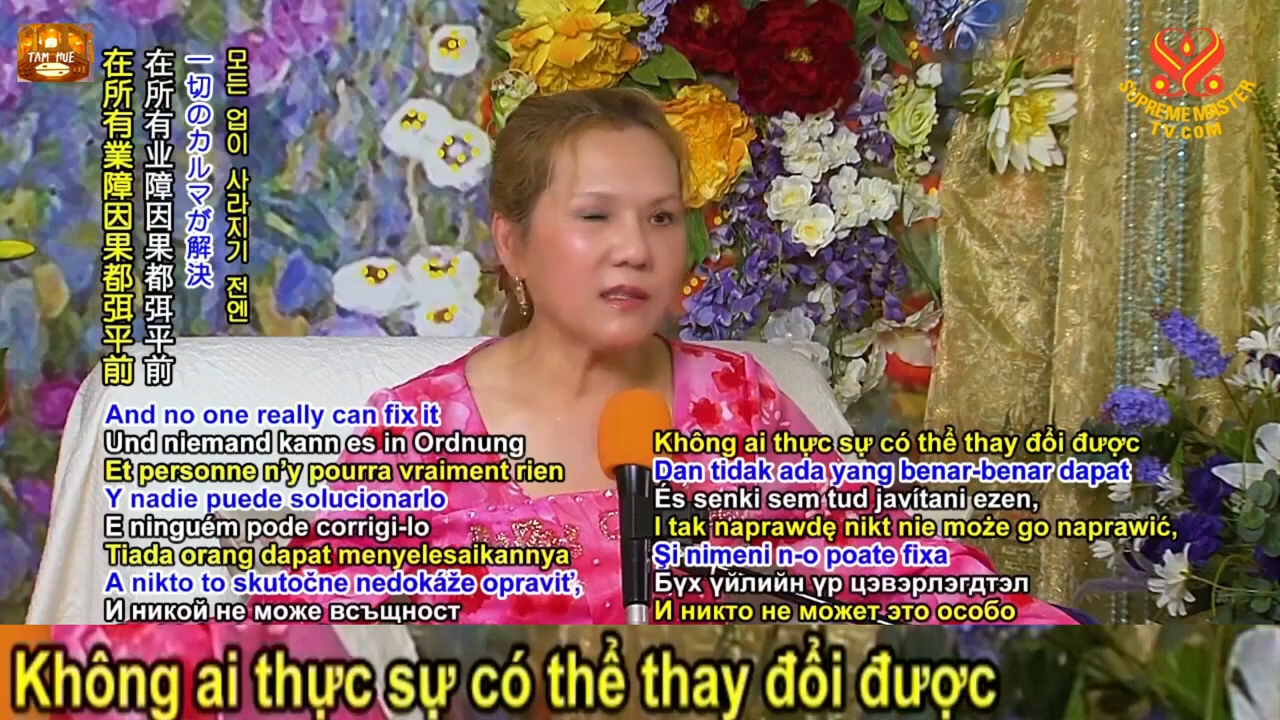 TAM HUE
SUPREME MASTER
TV.COM
모든 업이 사라지기 전엔
一切のカルマが解決
在所有业障因果都弭平前
在所有業障因果都弭平前
And no one really can fix it
Und niemand kann es in Ordnung
Et personne n'y pourra vraiment rien
Y nadie puede solucionarlo
E ninguém pode corrigi-lo
Tiada orang dapat menyelesaikannya
A nikto to skutočne nedokáže opraviť,
И никой не може всъщност
Không ai thực sự có thể thay đổi được
Dan tidak ada yang benar-benar dapat
És senki sem tud javítani ezen,
I tak naprawdę nikt nie może go naprawić,
Şi nimeni n-o poate fixa
Бүх үйлийн үр цэвэрлэгдтэл
И никто не может это особо
Không ai thực sự có thể thay đổi được